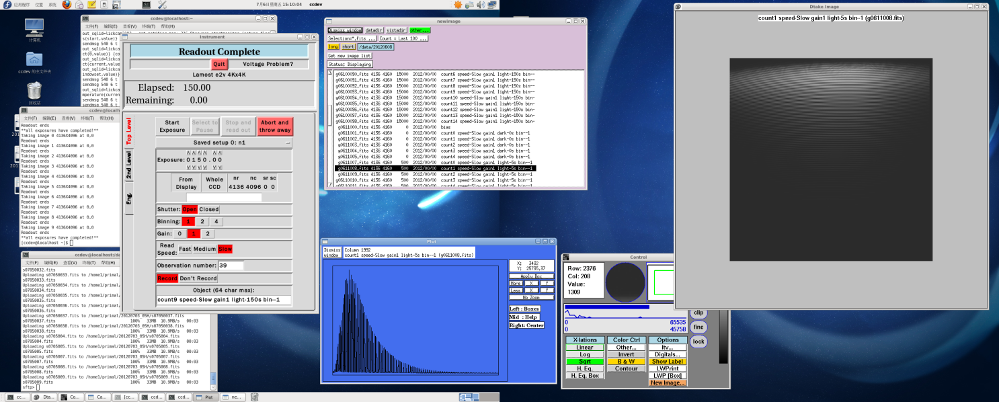 应用程序 位置 系统
7月6日星期五 15:10:04 ccdev
计算机
ccdev 的主文件夹
回收站
ccdev@localhost:~
文件(F) 编辑(E) 查看(V) 终端(T) 帮助(H)
s(start,value)}
sendmsg 540 6 t
out_sqlid=lickca
ct(0,value)} {co
out_sqlid=lickca
ct(current,value
out_sqlid=lickca
indowset,value)}
sendmsg 540 6 t
sendmsg 540 6 t
out_sqlid=lickca
mperature(curren
sendmsg 540 6 t
sendmsg 540 6 t
ccdev@localh
文件(F) 编辑(E) 查看(V) 终端(T) 帮助(H)
Readout ends
**all exposures have completed!**
Taking image 0 4136X4096 at 0,0
Readout ends
Taking image 1 4136X4096 at 0,0
Readout ends
Taking image 2 4136X4096 at 0,0
Readout ends
Taking image 3 4136X4096 at 0,0
Readout ends
Taking image 4 4136X4096 at 0,0
Readout ends
Taking image 5 4136X4096 at 0,0
Readout ends
Taking image 6 4136X4096 at 0,0
Readout ends
Taking image 7 4136X4096 at 0,0
Readout ends
Taking image 8 4136X4096 at 0,0
Readout ends
Taking image 9 4136X4096 at 0,0
Readout ends
**all exposures have completed!**
[ccdev@localhost ~]$
ccdev@localhost:/d
文件(F) 编辑(E) 查看(V) 终端(T) 帮助(H)
s07050032.fits
Uploading s07050033.fits to /home1/primal/
s07050033.fits
Uploading s07050034.fits to /home1/primal/
s07050034.fits
Uploading s07050035.fits to /home1/primal/
s07050035.fits
Uploading s07050036.fits to /home1/primal/
s07050036.fits
Uploading s07050037.fits to /home1/primal/20120703_05H/s07050037.fits
s07050037.fits 100% 33MB 10.9MB/s 00:03
Uploading s07050038.fits to /home1/primal/20120703_05H/s07050038.fits
s07050038.fits 100% 33MB 10.9MB/s 00:03
Uploading s0705004.fits to /home1/primal/20120703_05H/s0705004.fits
s0705004.fits 100% 33MB 10.9MB/s 00:03
Uploading s0705005.fits to /home1/primal/20120703_05H/s0705005.fits
s0705005.fits 100% 33MB 10.9MB/s 00:03
Uploading s0705007.fits to /home1/primal/20120703_05H/s0705007.fits
s0705007.fits 100% 33MB 10.9MB/s 00:03
Uploading s0705008.fits to /home1/primal/20120703_05H/s0705008.fits
s0705008.fits 100% 33MB 10.9MB/s 00:03
Uploading s0705009.fits to /home1/primal/20120703_05H/s0705009.fits
s0705009.fits 100% 33MB 10.9MB/s 00:03
sftp>
Instrument
Readout Complete
Quit Voltage Problem?
Lamost e2v 4Kx4K
Elapsed: 150.00
Remaining: 0.00
Top Level
2nd Level
Eng.
Start Exposure
Select to Pause
Stop and read out
Abort and throw away
Saved setup 0: n1
Exposure: 0 1 5 0 . 0 0
From Display
Whole CCD
nr nc sr sc
4136 4096 0 0
Shutter: Open Closed
Binning: 1 2 4
Gain: 0 1 2
Read Speed: Fast Medium Slow
Observation number: 39
Record Don't Record
Object (64 char max):
count9 speed-Slow gain1 light-150s bin--1
newimage
Dismiss window datadir vistadir other...
Selection=*.fits ... Count = Last 100 ...
long short /data/20120608
Get new image list
Status: Displaying
g06100090.fits 4136 4160 15000 2012/00/00 count6 speed-Slow gain1 light-150s bin--
g06100091.fits 4136 4160 15000 2012/00/00 count7 speed-Slow gain1 light-150s bin--
g06100092.fits 4136 4160 15000 2012/00/00 count8 speed-Slow gain1 light-150s bin--
g06100093.fits 4136 4160 15000 2012/00/00 count9 speed-Slow gain1 light-150s bin--
g06100094.fits 4136 4160 15000 2012/00/00 count10 speed-Slow gain1 light-150s bin-
g06100095.fits 4136 4160 15000 2012/00/00 count11 speed-Slow gain1 light-150s bin-
g06100096.fits 4136 4160 15000 2012/00/00 count12 speed-Slow gain1 light-150s bin-
g06100097.fits 4136 4160 15000 2012/00/00 count13 speed-Slow gain1 light-150s bin-
g06100098.fits 4136 4160 15000 2012/00/00 count14 speed-Slow gain1 light-150s bin-
g0611000.fits 4136 4160 0 2012/00/00 bias
g0611001.fits 4136 4160 0 2012/00/00 count0 speed-Slow gain1 dark-0s bin--1
g0611002.fits 4136 4160 0 2012/00/00 count1 speed-Slow gain1 dark-0s bin--1
g0611003.fits 4136 4160 0 2012/00/00 count2 speed-Slow gain1 dark-0s bin--1
g0611004.fits 4136 4160 0 2012/00/00 count3 speed-Slow gain1 dark-0s bin--1
g0611005.fits 4136 4160 0 2012/00/00 count4 speed-Slow gain1 dark-0s bin--1
g0611007.fits 4136 4160 500 2012/00/00 count0 speed-Slow gain1 light-5s bin--1
g0611008.fits 4136 4160 500 2012/00/00 count1 speed-Slow gain1 light-5s bin--1
g0611009.fits 4136 4160 500 2012/00/00 count2 speed-Slow gain1 light-5s bin--1
g06110010.fits 4136 4160 500 2012/00/00 count3 speed-Slow gain1 light-5s bin--1
g06110011.fits 4136 4160 500 2012/00/00 count4 speed-Slow gain1 light-5s bin--1
Plot
Dismiss window
Column 1992
count1 speed-Slow gain1 light-5s bin--1 (g0611008.fits)
X: 3432
Y: 25735.37
Apply Box
More X Y
Less X Y
No Zoom
Left : Boxes
Mid : Help
Right: Center
Control
Row: 2376
Col: 208
Value:
1309
0 65535
0 45758
clip
fine
lock
X-lations Color Ctrl Options
Linear Other... Itv...
Log Invert Digitals...
Sqrt B & W Show Label
H. Eq. Contour LWPrint
H. Eq. Box LWP [Box]
New Image...
Dtake Image
count1 speed-Slow gain1 light-5s bin--1 (g0611008.fits)
cc... Dta... Co... Ca... [cc... ccd... ccd... Plot ne...